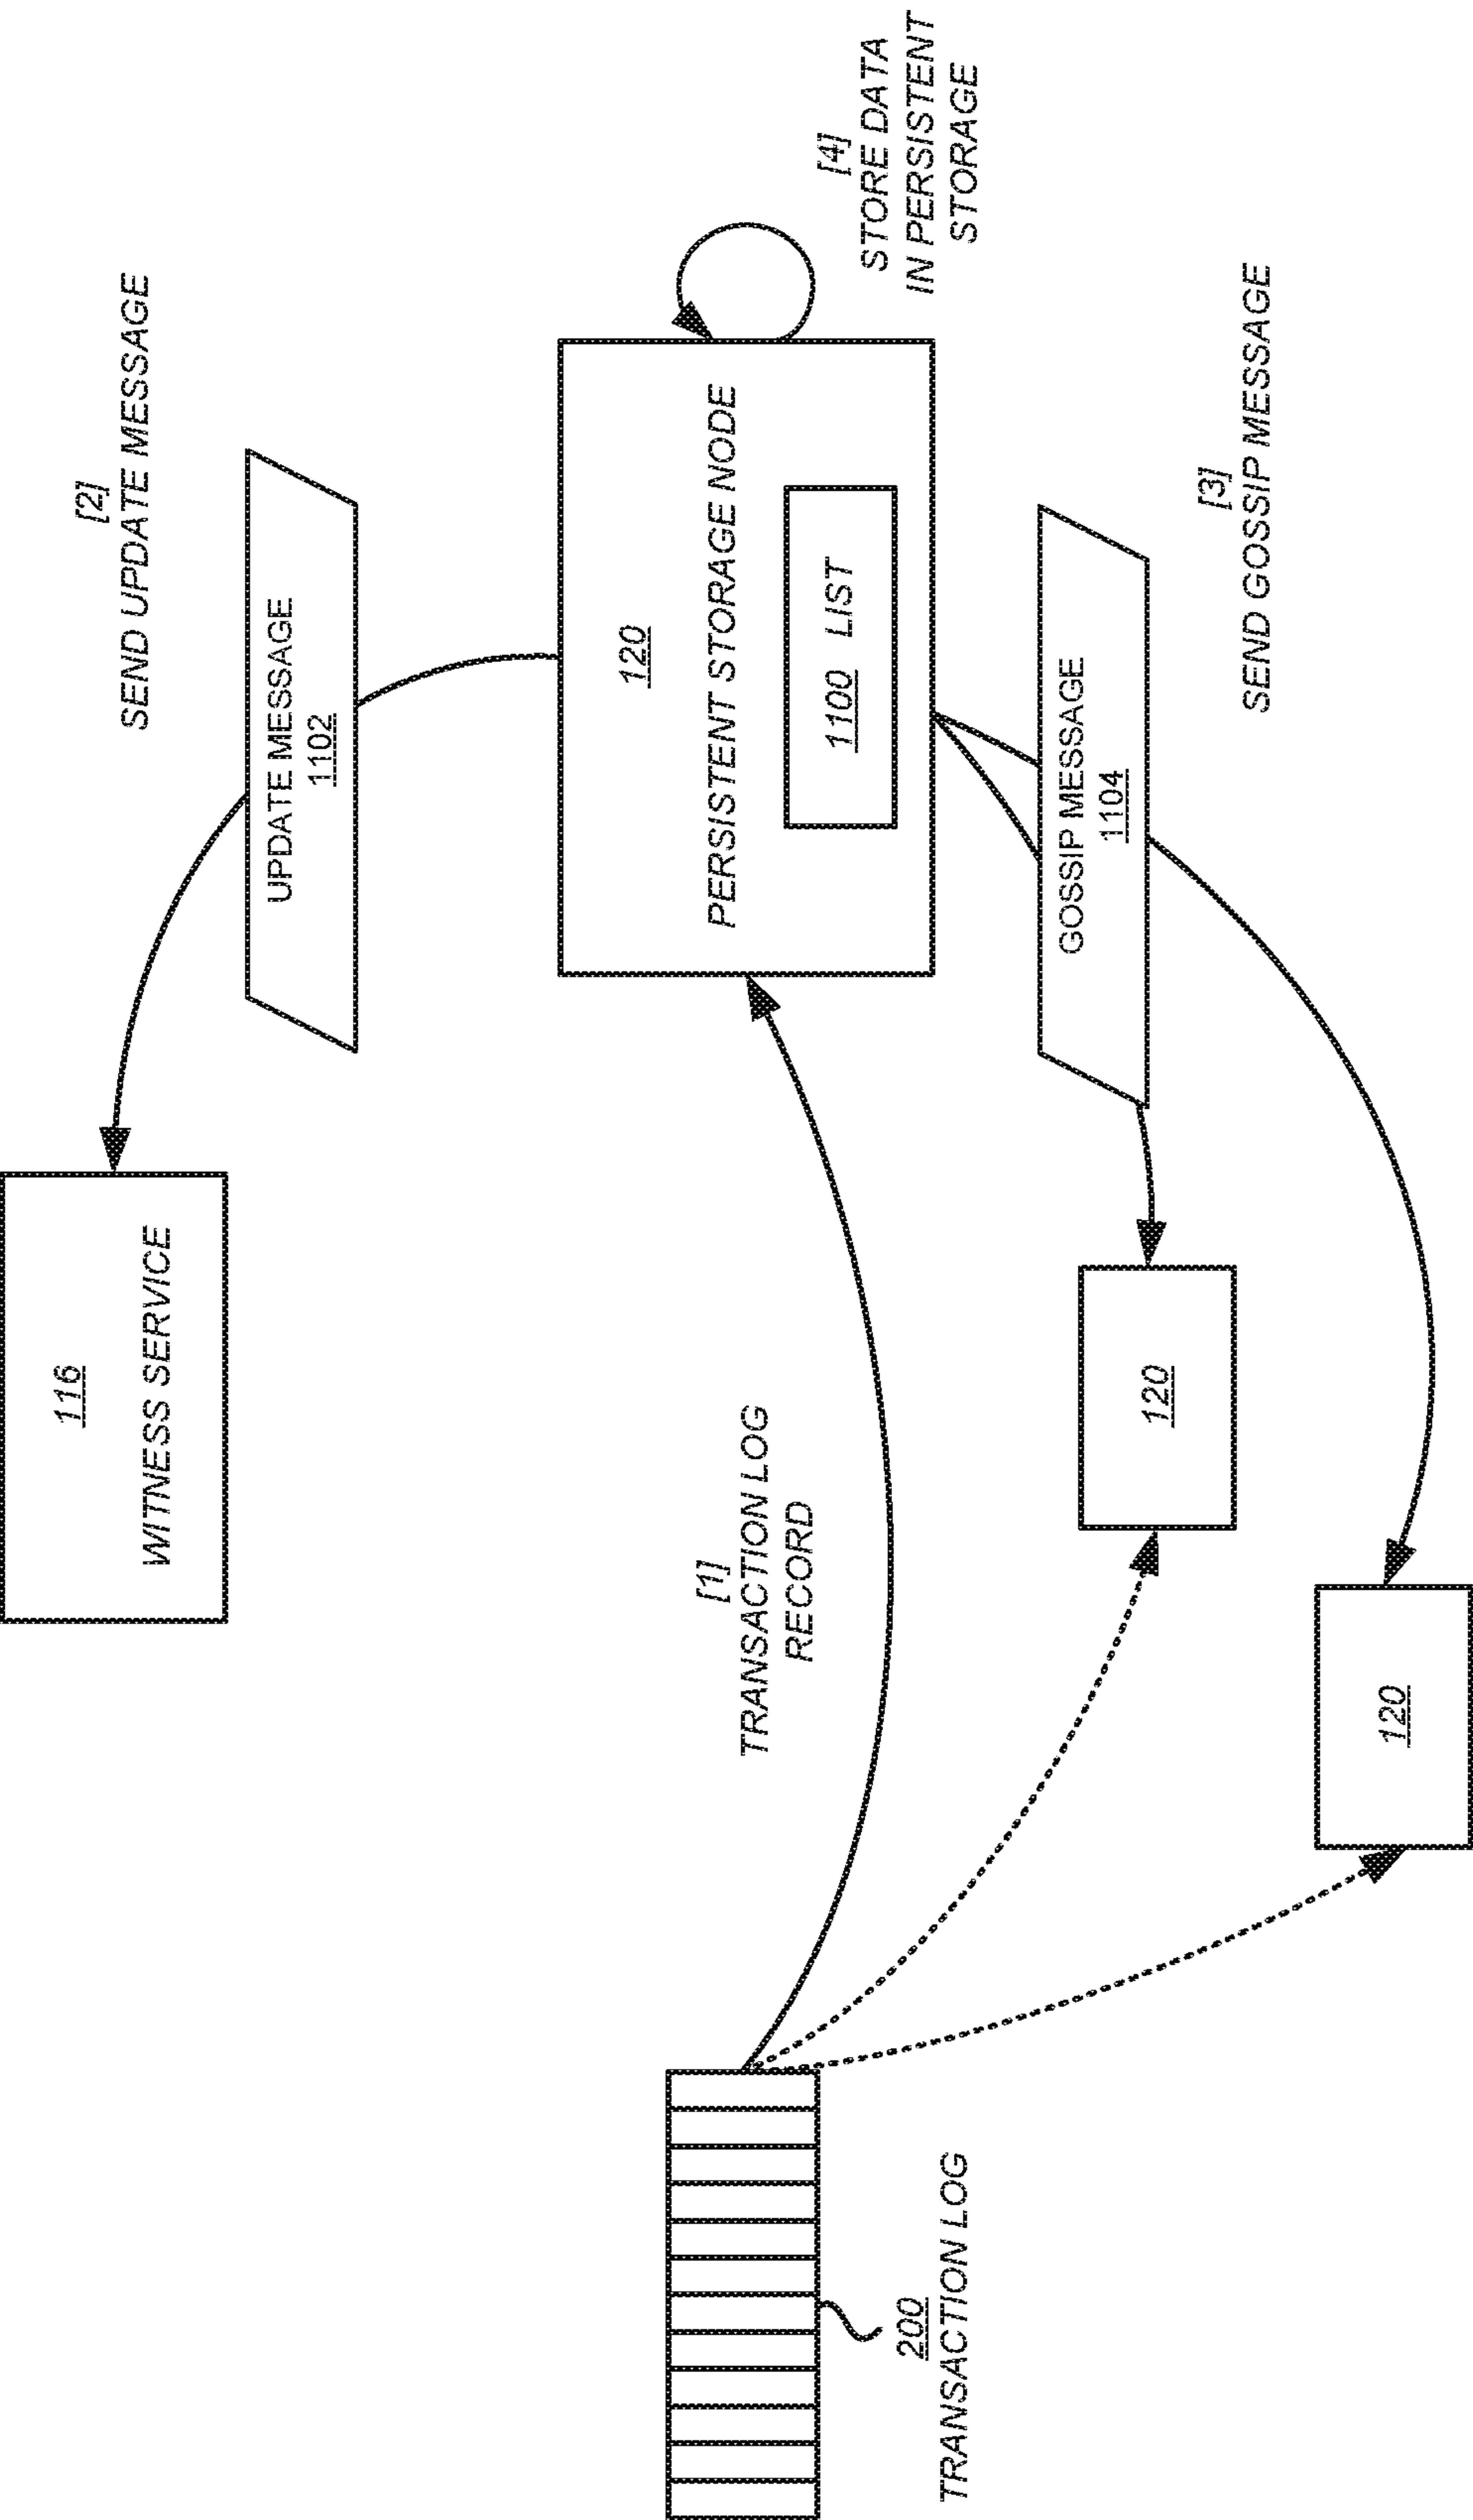 [2]
SEND UPDATE MESSAGE
116
WITNESS SERVICE
UPDATE MESSAGE
1102
[1]
TRANSACTION LOG
RECORD
120
PERSISTENT STORAGE NODE
1100 LIST
[4]
STORE DATA
IN PERSISTENT
STORAGE
200
TRANSACTION LOG
120
GOSSIP MESSAGE
1104
120
[3]
SEND GOSSIP MESSAGE